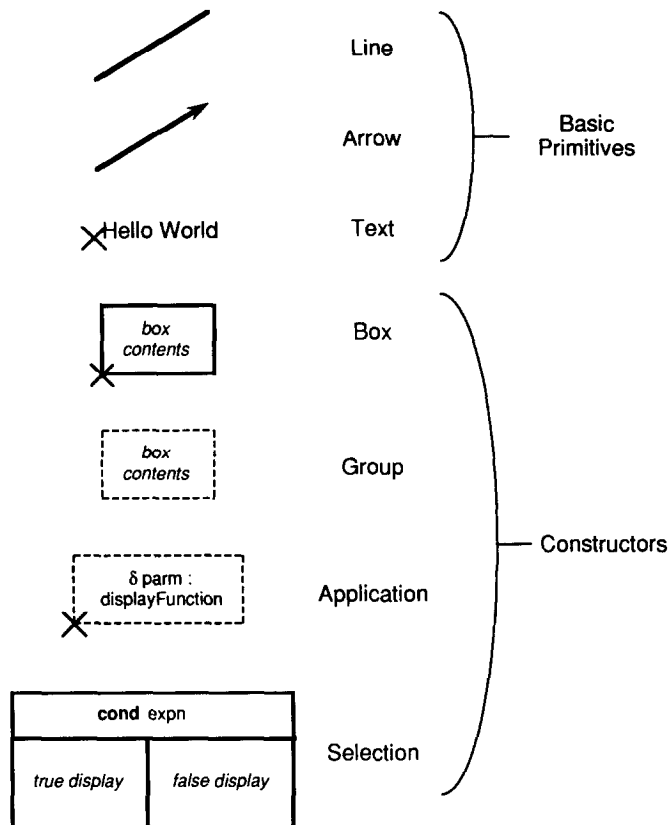 Line
Arrow
Basic
Primitives
Hello World
Text
box
contents
Box
box
contents
Group
Constructors
δ parm :
displayFunction
Application
cond expn
Selection
true display
false display